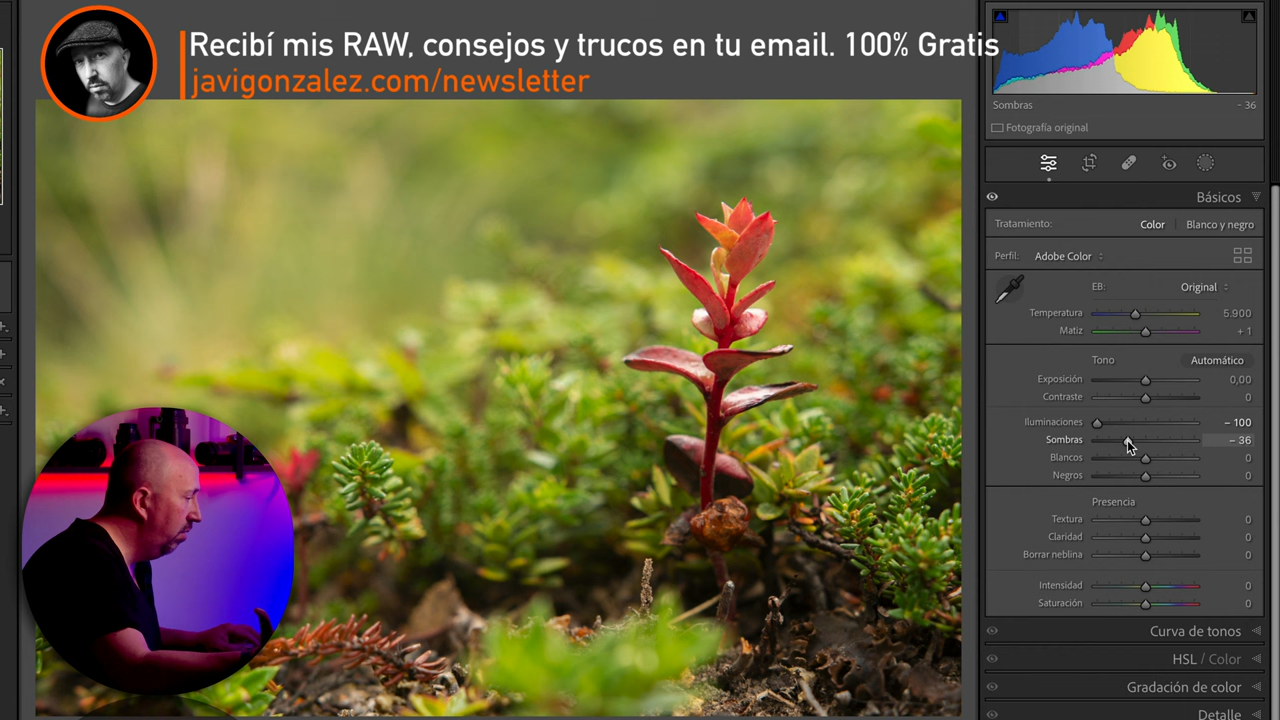 Recibí mis RAW, consejos y trucos en tu email. 100% Gratis
javigonzalez.com/newsletter
Sombras - 36
Fotografía original
Básicos
Tratamiento: Color Blanco y negro
Perfil: Adobe Color
EB: Original
Temperatura 5.900
Matiz + 1
Tono Automático
Exposición 0,00
Contraste 0
Iluminaciones - 100
Sombras - 36
Blancos 0
Negros 0
Presencia
Textura 0
Claridad 0
Borrar neblina 0
Intensidad 0
Saturación 0
Curva de tonos
HSL / Color
Gradación de color
Detalle